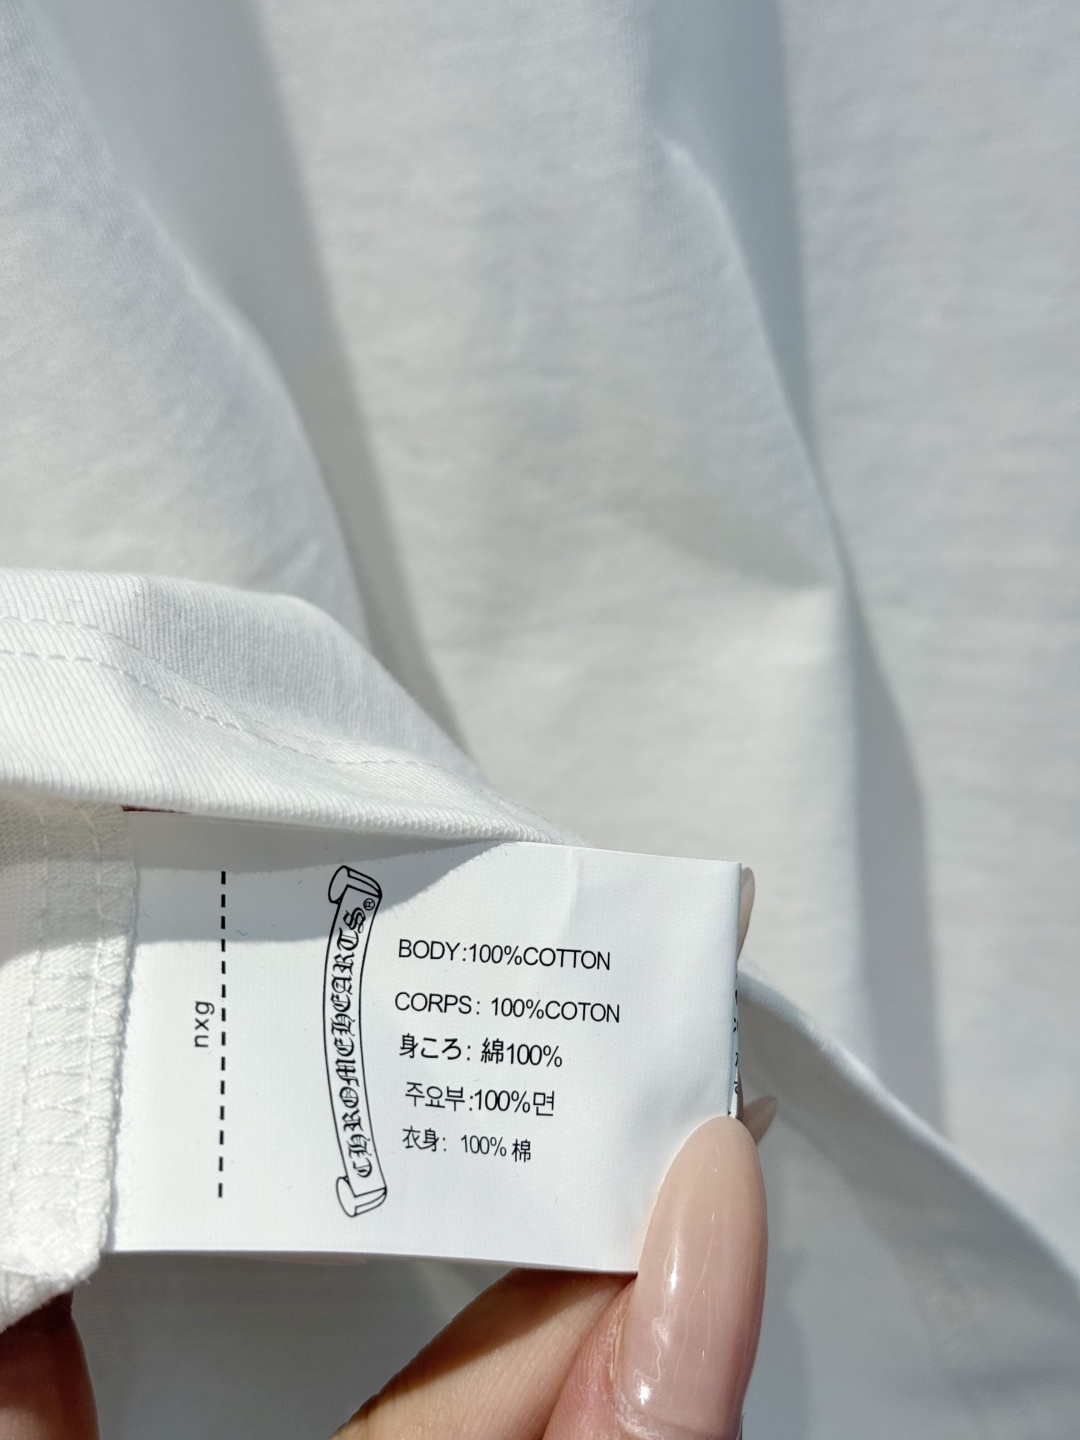 nxg
CHROMEHEARTS®
BODY:100%COTTON
CORPS: 100%COTON
身ころ: 綿100%
주요부:100%면
衣身: 100% 棉